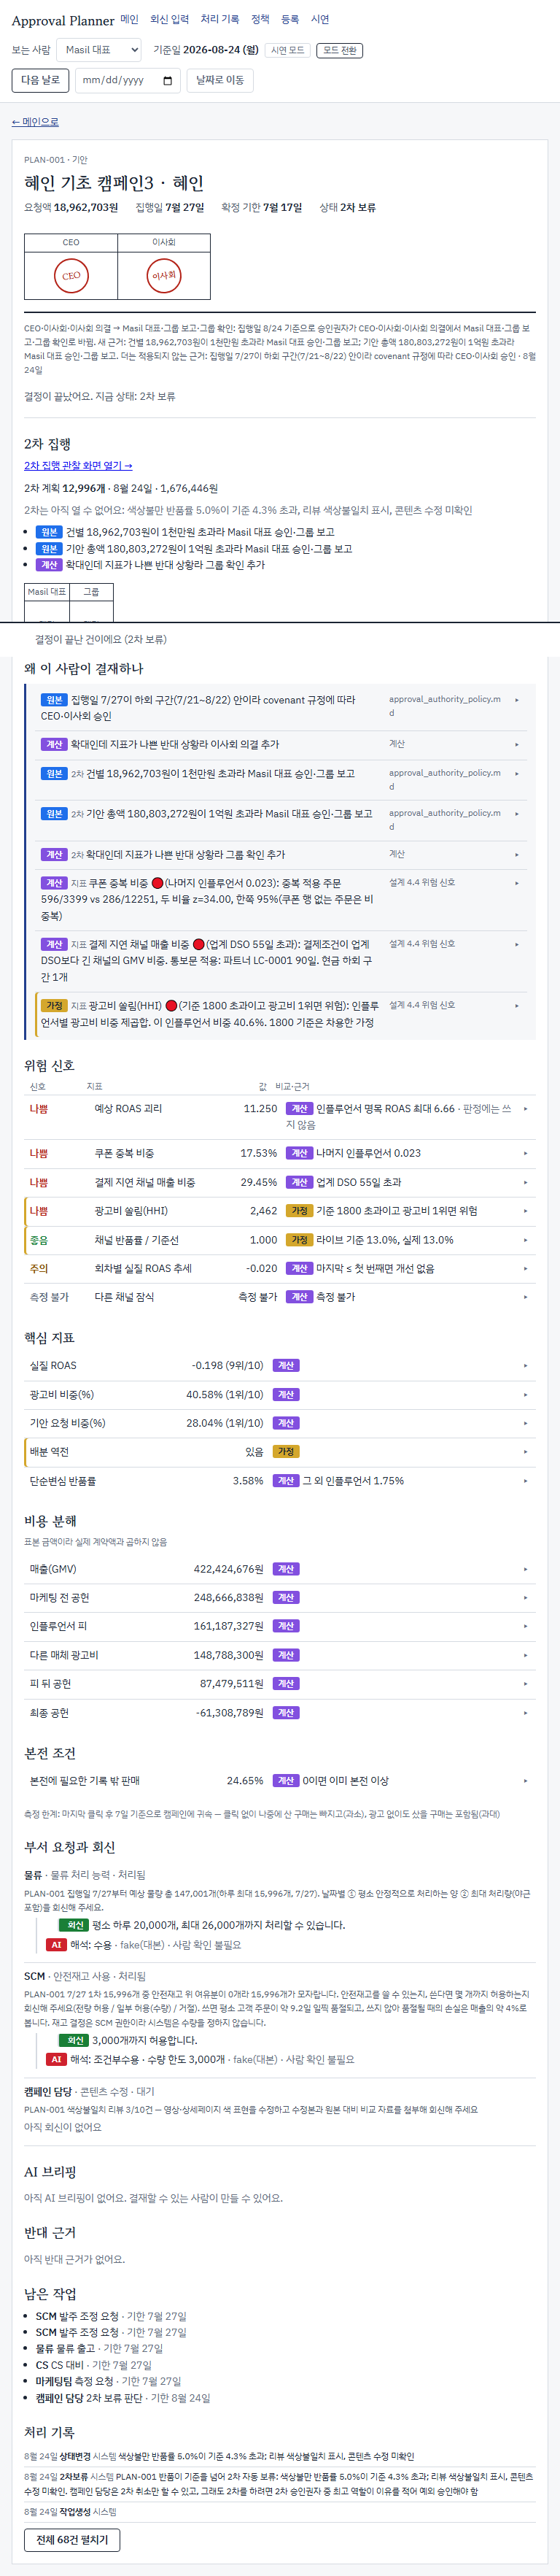 Approval Planner 메인 회신 입력 처리 기록 정책 등록 시연
보는 사람 Masil 대표 기준일 2026-08-24 (월) 시연 모드 모드 전환
다음 날로 mm/dd/yyyy 날짜로 이동
← 메인으로
PLAN-001 · 기안
혜인 기초 캠페인3 · 혜인
요청액 18,962,703원 집행일 7월 27일 확정 기한 7월 17일 상태 2차 보류
CEO 이사회
CEO 이사회
CEO·이사회·이사회 의결 → Masil 대표·그룹 보고·그룹 확인: 집행일 8/24 기준으로 승인권자가 CEO·이사회·이사회 의결에서 Masil 대표·그룹 보
고·그룹 확인로 바뀜. 새 근거: 건별 18,962,703원이 1천만원 초과라 Masil 대표 승인·그룹 보고; 기안 총액 180,803,272원이 1억원 초과라
Masil 대표 승인·그룹 보고. 더는 적용되지 않는 근거: 집행일 7/27이 하회 구간(7/21~8/22) 안이라 covenant 규정에 따라 CEO·이사회 승인 · 8월
24일
결정이 끝났어요. 지금 상태: 2차 보류
2차 집행
2차 집행 관찰 화면 열기 →
2차 계획 12,996개 · 8월 24일 · 1,676,446원
2차는 아직 열 수 없어요: 색상불만 반품률 5.0%이 기준 4.3% 초과, 리뷰 색상불일치 표시, 콘텐츠 수정 미확인
원본 건별 18,962,703원이 1천만원 초과라 Masil 대표 승인·그룹 보고
원본 기안 총액 180,803,272원이 1억원 초과라 Masil 대표 승인·그룹 보고
계산 확대인데 지표가 나쁜 반대 상황라 그룹 확인 추가
Masil 대표 그룹
결정이 끝난 건이에요 (2차 보류)
왜 이 사람이 결재하나
원본 집행일 7/27이 하회 구간(7/21~8/22) 안이라 covenant 규정에 따라 approval_authority_policy.m ▸
CEO·이사회 승인 d
계산 확대인데 지표가 나쁜 반대 상황라 이사회 의결 추가 계산 ▸
원본 2차 건별 18,962,703원이 1천만원 초과라 Masil 대표 승인·그룹 보고 approval_authority_policy.m ▸
d
원본 2차 기안 총액 180,803,272원이 1억원 초과라 Masil 대표 승인·그룹 보고 approval_authority_policy.m ▸
d
계산 2차 확대인데 지표가 나쁜 반대 상황라 그룹 확인 추가 계산 ▸
계산 지표 쿠폰 중복 비중 🔴(나머지 인플루언서 0.023): 중복 적용 주문 설계 4.4 위험 신호 ▸
596/3399 vs 286/12251, 두 비율 z=34.00, 한쪽 95%(쿠폰 행 없는 주문은 비
중복)
계산 지표 결제 지연 채널 매출 비중 🔴(업계 DSO 55일 초과): 결제조건이 업계 설계 4.4 위험 신호 ▸
DSO보다 긴 채널의 GMV 비중. 통보문 적용: 파트너 LC-0001 90일. 현금 하회 구
간 1개
가정 지표 광고비 쏠림(HHI) 🔴(기준 1800 초과이고 광고비 1위면 위험): 인플루 설계 4.4 위험 신호 ▸
언서별 광고비 비중 제곱합. 이 인플루언서 비중 40.6%. 1800 기준은 차용한 가정
위험 신호
신호 지표 값 비교·근거
나쁨 예상 ROAS 괴리 11.250 계산 인플루언서 명목 ROAS 최대 6.66 · 판정에는 쓰 ▸
지 않음
나쁨 쿠폰 중복 비중 17.53% 계산 나머지 인플루언서 0.023 ▸
나쁨 결제 지연 채널 매출 비중 29.45% 계산 업계 DSO 55일 초과 ▸
나쁨 광고비 쏠림(HHI) 2,462 가정 기준 1800 초과이고 광고비 1위면 위험 ▸
좋음 채널 반품률 / 기준선 1.000 가정 라이브 기준 13.0%, 실제 13.0% ▸
주의 회차별 실질 ROAS 추세 -0.020 계산 마지막 ≤ 첫 번째면 개선 없음 ▸
측정 불가 다른 채널 잠식 측정 불가 계산 측정 불가 ▸
핵심 지표
실질 ROAS -0.198 (9위/10) 계산 ▸
광고비 비중(%) 40.58% (1위/10) 계산 ▸
기안 요청 비중(%) 28.04% (1위/10) 계산 ▸
배분 역전 있음 가정 ▸
단순변심 반품률 3.58% 계산 그 외 인플루언서 1.75% ▸
비용 분해
표본 금액이라 실제 계약액과 곱하지 않음
매출(GMV) 422,424,676원 계산 ▸
마케팅 전 공헌 248,666,838원 계산 ▸
인플루언서 피 161,187,327원 계산 ▸
다른 매체 광고비 148,788,300원 계산 ▸
피 뒤 공헌 87,479,511원 계산 ▸
최종 공헌 -61,308,789원 계산 ▸
본전 조건
본전에 필요한 기록 밖 판매 24.65% 계산 0이면 이미 본전 이상 ▸
측정 한계: 마지막 클릭 후 7일 기준으로 캠페인에 귀속 — 클릭 없이 나중에 산 구매는 빠지고(과소), 광고 없이도 샀을 구매는 포함됨(과대)
부서 요청과 회신
물류 · 물류 처리 능력 · 처리됨
PLAN-001 집행일 7/27부터 예상 물량 총 147,001개(하루 최대 15,996개, 7/27). 날짜별 ① 평소 안정적으로 처리하는 양 ② 최대 처리량(야근
포함)을 회신해 주세요.
회신 평소 하루 20,000개, 최대 26,000개까지 처리할 수 있습니다.
AI 해석: 수용 · fake(대본) · 사람 확인 불필요
SCM · 안전재고 사용 · 처리됨
PLAN-001 7/27 1차 15,996개 중 안전재고 위 여유분이 0개라 15,996개가 모자랍니다. 안전재고를 쓸 수 있는지, 쓴다면 몇 개까지 허용하는지
회신해 주세요(전량 허용 / 일부 허용(수량) / 거절). 쓰면 평소 고객 주문이 약 9.2일 일찍 품절되고, 쓰지 않아 품절될 때의 손실은 매출의 약 4%로
봅니다. 재고 결정은 SCM 권한이라 시스템은 수량을 정하지 않습니다.
회신 3,000개까지 허용합니다.
AI 해석: 조건부수용 · 수량 한도 3,000개 · fake(대본) · 사람 확인 불필요
캠페인 담당 · 콘텐츠 수정 · 대기
PLAN-001 색상불일치 리뷰 3/10건 — 영상·상세페이지 색 표현을 수정하고 수정본과 원본 대비 비교 자료를 첨부해 회신해 주세요
아직 회신이 없어요
AI 브리핑
아직 AI 브리핑이 없어요. 결재할 수 있는 사람이 만들 수 있어요.
반대 근거
아직 반대 근거가 없어요.
남은 작업
SCM 발주 조정 요청 · 기한 7월 27일
SCM 발주 조정 요청 · 기한 7월 27일
물류 물류 출고 · 기한 7월 27일
CS CS 대비 · 기한 7월 27일
마케팅팀 측정 요청 · 기한 7월 27일
캠페인 담당 2차 보류 판단 · 기한 8월 24일
처리 기록
8월 24일 상태변경 시스템 색상불만 반품률 5.0%이 기준 4.3% 초과; 리뷰 색상불일치 표시, 콘텐츠 수정 미확인
8월 24일 2차보류 시스템 PLAN-001 반품이 기준을 넘어 2차 자동 보류: 색상불만 반품률 5.0%이 기준 4.3% 초과; 리뷰 색상불일치 표시, 콘텐츠
수정 미확인. 캠페인 담당은 2차 취소만 할 수 있고, 그래도 2차를 하려면 2차 승인권자 중 최고 역할이 이유를 적어 예외 승인해야 함
8월 24일 작업생성 시스템
전체 68건 펼치기